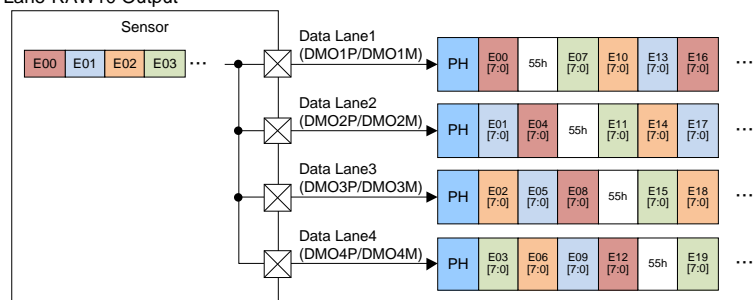 Sensor
E00 E01 E02 E03 ...
Data Lane1
(DMO1P/DMO1M)
PH E00 [7:0] 55h E07 [7:0] E10 [7:0] E13 [7:0] E16 [7:0] ...
Data Lane2
(DMO2P/DMO2M)
PH E01 [7:0] E04 [7:0] 55h E11 [7:0] E14 [7:0] E17 [7:0] ...
Data Lane3
(DMO3P/DMO3M)
PH E02 [7:0] E05 [7:0] E08 [7:0] 55h E15 [7:0] E18 [7:0] ...
Data Lane4
(DMO4P/DMO4M)
PH E03 [7:0] E06 [7:0] E09 [7:0] E12 [7:0] 55h E19 [7:0] ...